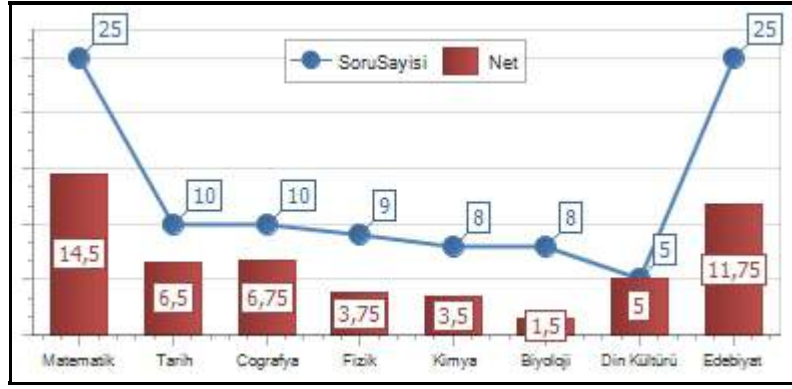 25
25
SoruSayisi
Net
10
10
9
8
8
5
14,5
6,5
6,75
3,75
3,5
1,5
5
11,75
Matematik
Tarih
Cografya
Fizik
Kimya
Biyoloji
Din Kültürü
Edebiyat